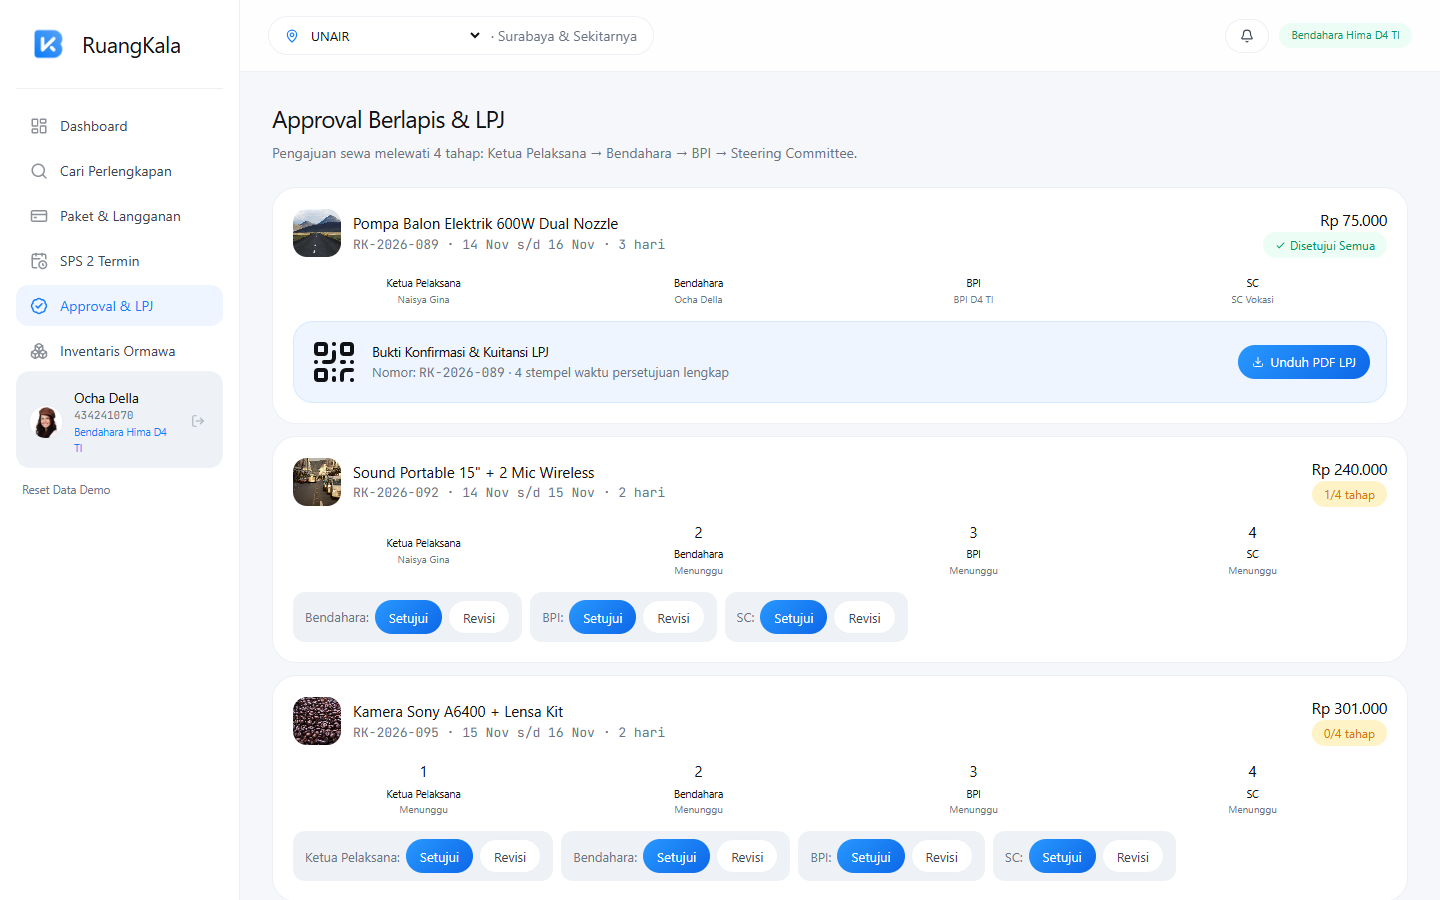 RuangKala
UNAIR
· Surabaya & Sekitarnya
Bendahara Hima D4 TI
Dashboard
Cari Perlengkapan
Paket & Langganan
SPS 2 Termin
Approval & LPJ
Inventaris Ormawa
Ocha Della
434241070
Bendahara Hima D4
TI
Reset Data Demo
Approval Berlapis & LPJ
Pengajuan sewa melewati 4 tahap: Ketua Pelaksana → Bendahara → BPI → Steering Committee.
Pompa Balon Elektrik 600W Dual Nozzle
RK-2026-089 · 14 Nov s/d 16 Nov · 3 hari
Rp 75.000
Disetujui Semua
Ketua Pelaksana
Naisya Gina
Bendahara
Ocha Della
BPI
BPI D4 TI
SC
SC Vokasi
Bukti Konfirmasi & Kuitansi LPJ
Nomor: RK-2026-089 · 4 stempel waktu persetujuan lengkap
Unduh PDF LPJ
Sound Portable 15" + 2 Mic Wireless
RK-2026-092 · 14 Nov s/d 15 Nov · 2 hari
Rp 240.000
1/4 tahap
Ketua Pelaksana
Naisya Gina
2
Bendahara
Menunggu
3
BPI
Menunggu
4
SC
Menunggu
Bendahara: Setujui Revisi
BPI: Setujui Revisi
SC: Setujui Revisi
Kamera Sony A6400 + Lensa Kit
RK-2026-095 · 15 Nov s/d 16 Nov · 2 hari
Rp 301.000
0/4 tahap
1
Ketua Pelaksana
Menunggu
2
Bendahara
Menunggu
3
BPI
Menunggu
4
SC
Menunggu
Ketua Pelaksana: Setujui Revisi
Bendahara: Setujui Revisi
BPI: Setujui Revisi
SC: Setujui Revisi